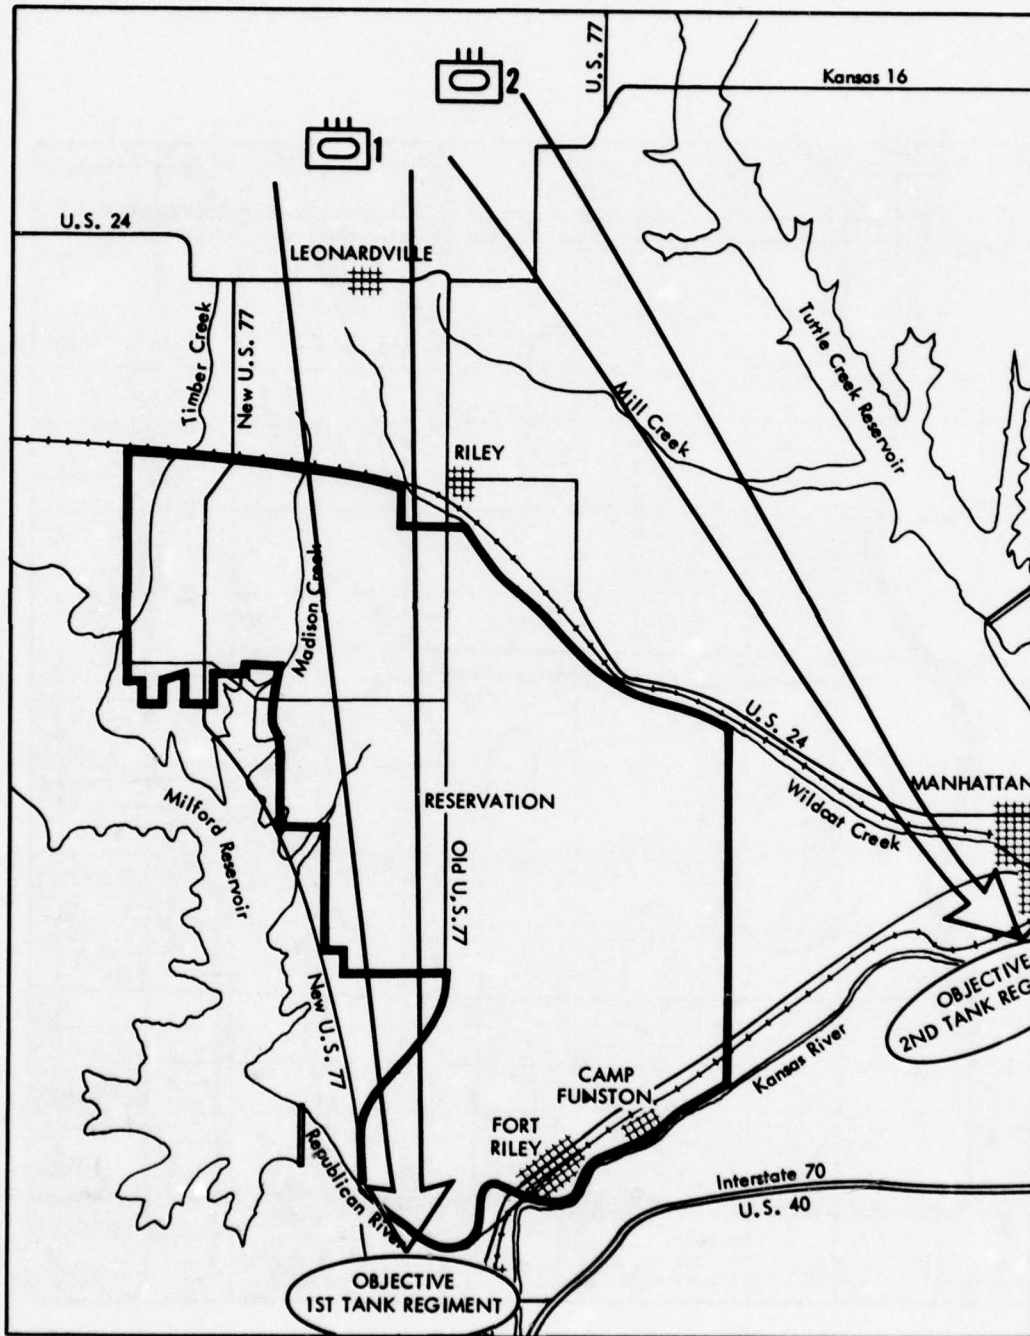 U.S. 77
Kansas 16
2
1
U.S. 24
LEONARDVILLE
Timber Creek
New U.S. 77
Tuttle Creek Reservoir
Mill Creek
RILEY
Madison Creek
U.S. 24
MANHATTAN
Wildcat Creek
Milford Reservoir
RESERVATION
Old U.S.77
New U.S. 77
OBJECTIVE
2ND TANK REG
Kansas River
CAMP
FUNSTON
FORT
RILEY
Republican River
Interstate 70
U.S. 40
OBJECTIVE
1ST TANK REGIMENT